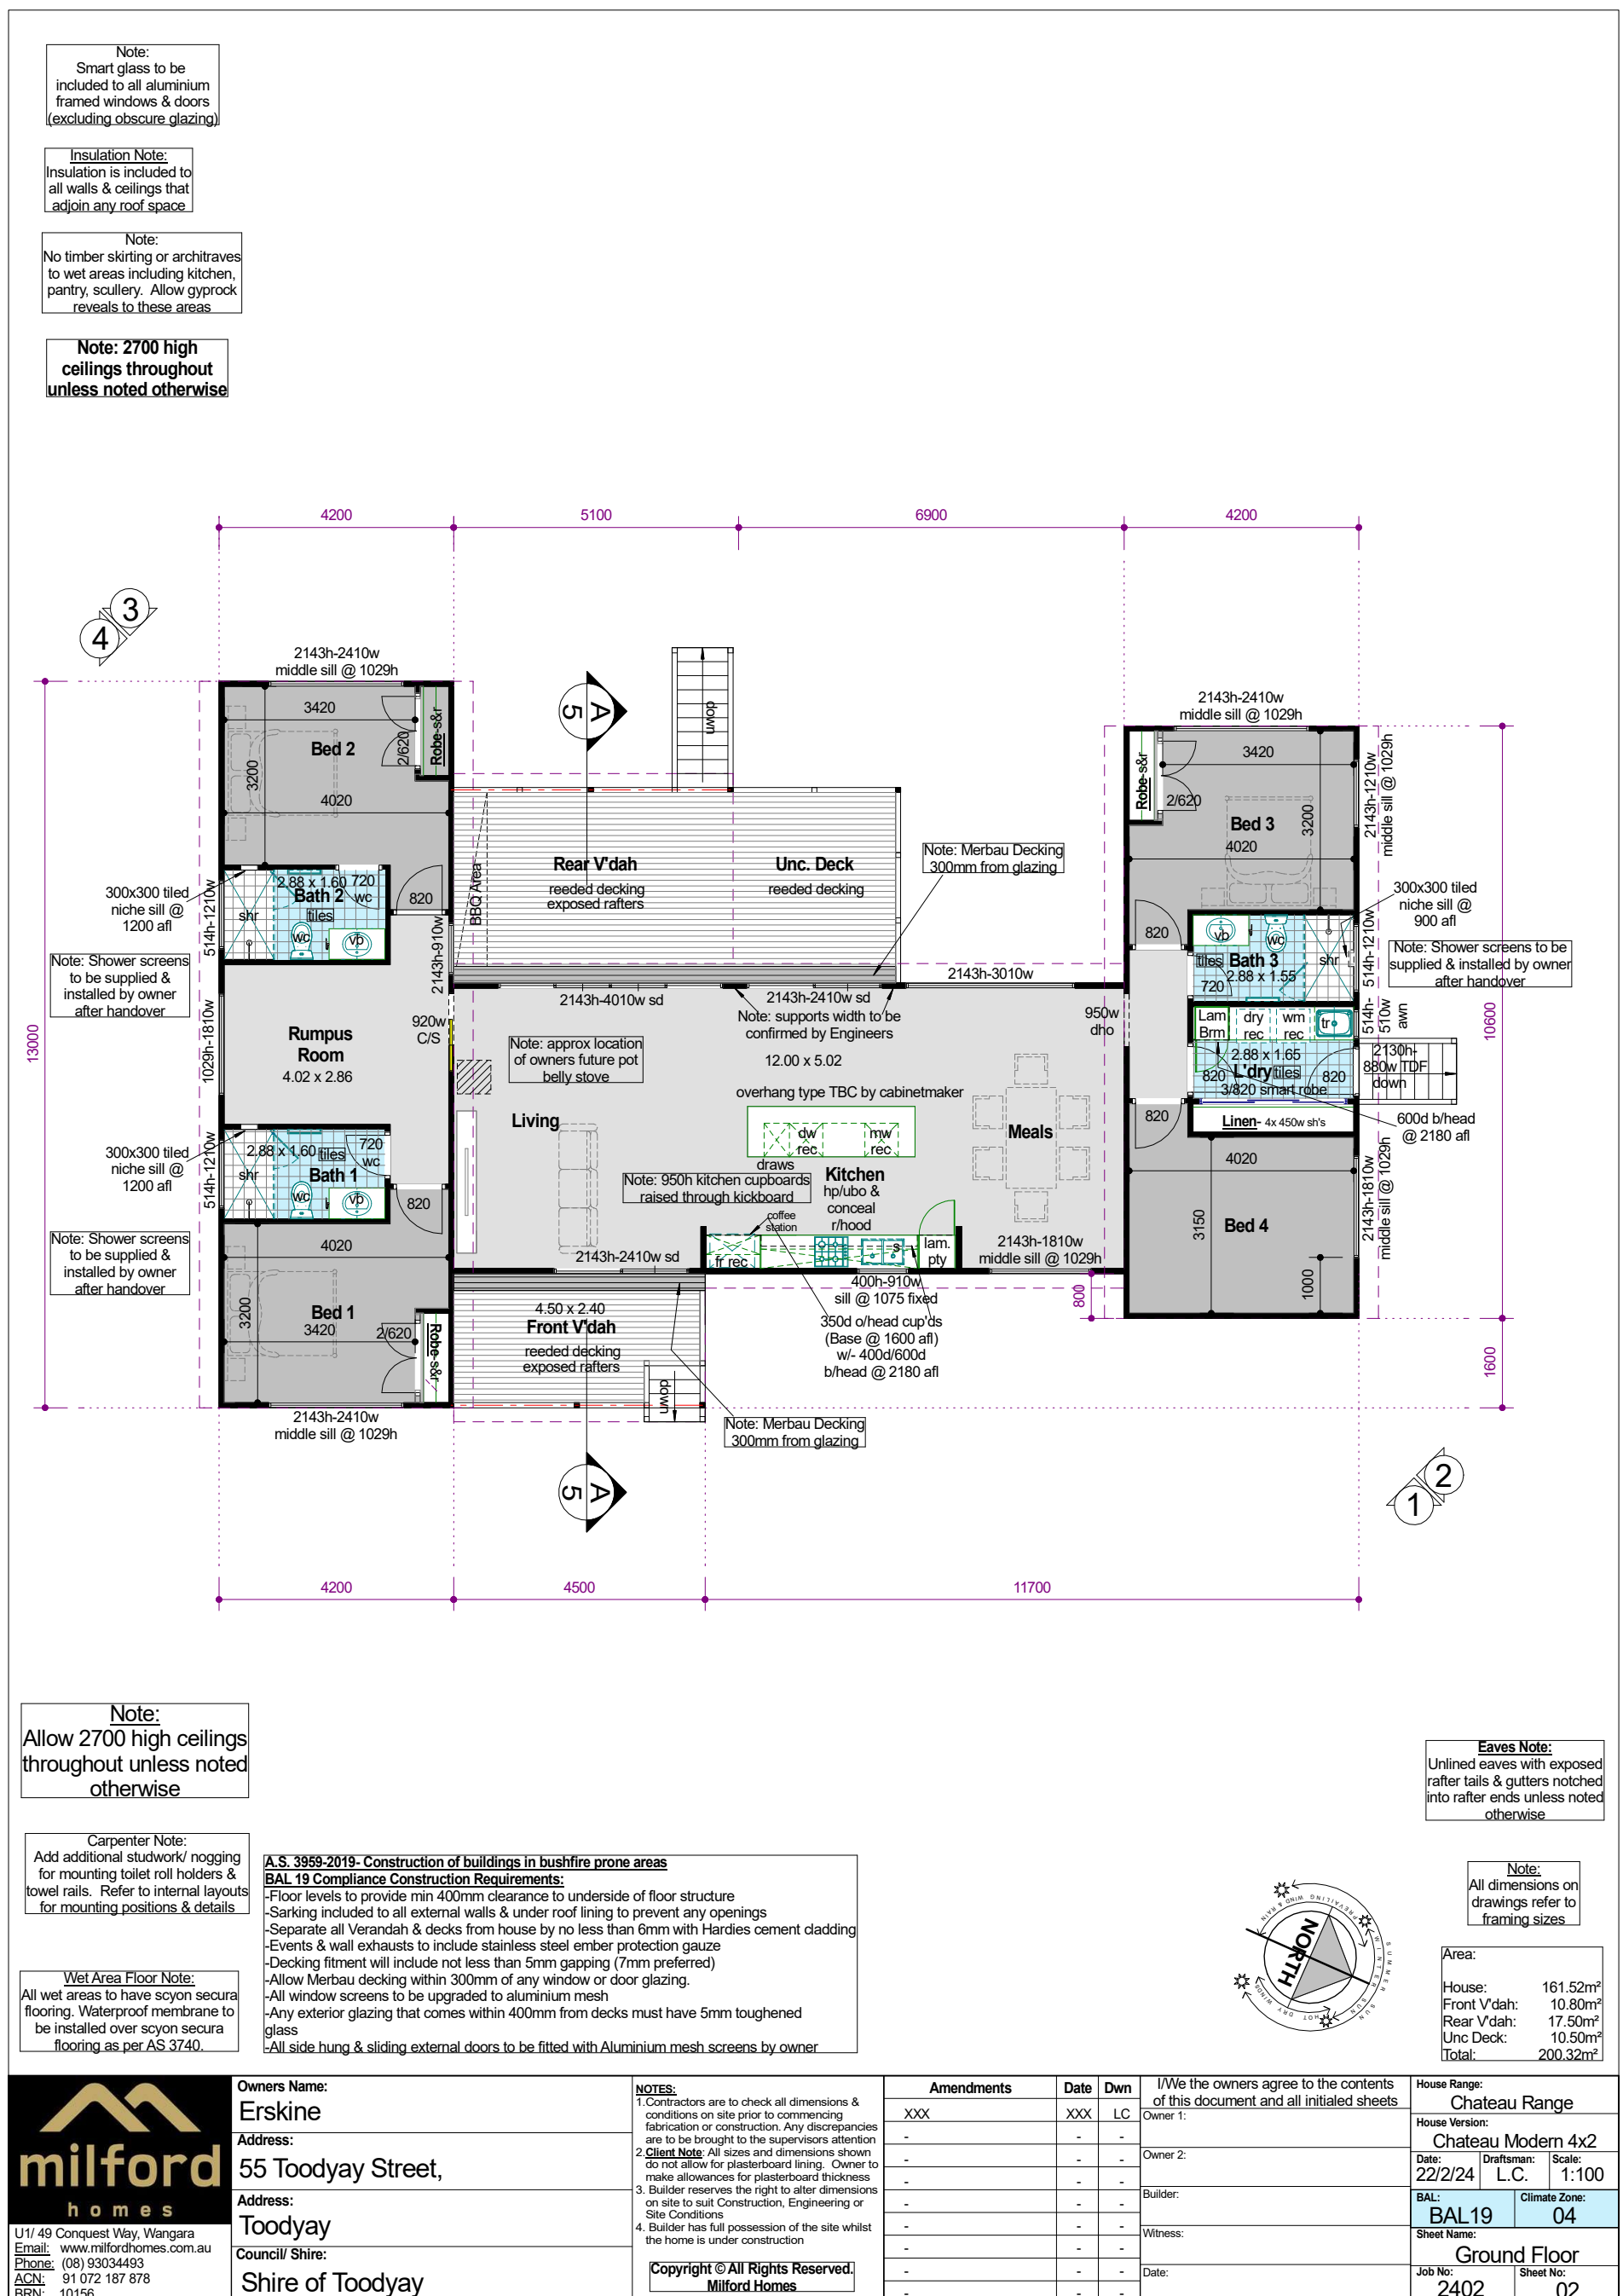 Note:
Smart glass to be
included to all aluminium
framed windows & doors
(excluding obscure glazing)
Insulation Note:
Insulation is included to
all walls & ceilings that
adjoin any roof space
Note:
No timber skirting or architraves
to wet areas including kitchen,
pantry, scullery. Allow gyprock
reveals to these areas
Note: 2700 high
ceilings throughout
unless noted otherwise
4200
5100
6900
4200
3
4
2143h-2410w
middle sill @ 1029h
A
5
down
2143h-2410w
middle sill @ 1029h
3420
Bed 2
2/620
Robe-s&r
3200
4020
13000
Robe-s&r
3420
2/620
Bed 3
3200
4020
2143h-1210w
middle sill @ 1029h
10600
Rear V'dah
reeded decking
exposed rafters
Unc. Deck
reeded decking
BBQ Area
Note: Merbau Decking
300mm from glazing
300x300 tiled
niche sill @
1200 afl
514h-1210w
2.88 x 1.60
720
Bath 2
wc
tiles
shr
wc
vb
820
2143h-910w
300x300 tiled
niche sill @
900 afl
820
vb
wc
tiles
Bath 3
shr
2.88 x 1.55
720
514h-1210w
Note: Shower screens
to be supplied &
installed by owner
after handover
Note: Shower screens to be
supplied & installed by owner
after handover
2143h-3010w
2143h-4010w sd
2143h-2410w sd
Note: supports width to be
confirmed by Engineers
12.00 x 5.02
1029h-1810w
Rumpus
Room
4.02 x 2.86
920w
C/S
Note: approx location
of owners future pot
belly stove
950w
dho
Lam
Brm
dry
rec
wm
rec
tr
514h-
510w
awn
2.88 x 1.65
L'dry
tiles
820
820
3/820 smart robe
2130h-
880w TDF
down
Linen- 4x 450w sh's
600d b/head
@ 2180 afl
overhang type TBC by cabinetmaker
Living
dw
rec
mw
rec
draws
Meals
Kitchen
hp/ubo &
conceal
r/hood
Note: 950h kitchen cupboards
raised through kickboard
coffee
station
fr rec
s
lam.
pty
2143h-2410w sd
2143h-1810w
middle sill @ 1029h
400h-910w
sill @ 1075 fixed
350d o/head cup'ds
(Base @ 1600 afl)
w/- 400d/600d
b/head @ 2180 afl
300x300 tiled
niche sill @
1200 afl
514h-1210w
2.88 x 1.60
tiles
720
wc
Bath 1
shr
wc
vb
820
Note: Shower screens
to be supplied &
installed by owner
after handover
4020
3200
Bed 1
3420
2/620
Robe-s&r
2143h-2410w
middle sill @ 1029h
4.50 x 2.40
Front V'dah
reeded decking
exposed rafters
down
Note: Merbau Decking
300mm from glazing
820
4020
3150
Bed 4
1000
2143h-1810w
middle sill @ 1029h
800
1600
A
5
2
1
4200
4500
11700
Note:
Allow 2700 high ceilings
throughout unless noted
otherwise
Carpenter Note:
Add additional studwork/ nogging
for mounting toilet roll holders &
towel rails. Refer to internal layouts
for mounting positions & details
Wet Area Floor Note:
All wet areas to have scyon secura
flooring. Waterproof membrane to
be installed over scyon secura
flooring as per AS 3740.
A.S. 3959-2019- Construction of buildings in bushfire prone areas
BAL 19 Compliance Construction Requirements:
-Floor levels to provide min 400mm clearance to underside of floor structure
-Sarking included to all external walls & under roof lining to prevent any openings
-Separate all Verandah & decks from house by no less than 6mm with Hardies cement cladding
-Events & wall exhausts to include stainless steel ember protection gauze
-Decking fitment will include not less than 5mm gapping (7mm preferred)
-Allow Merbau decking within 300mm of any window or door glazing.
-All window screens to be upgraded to aluminium mesh
-Any exterior glazing that comes within 400mm from decks must have 5mm toughened
glass
-All side hung & sliding external doors to be fitted with Aluminium mesh screens by owner
NORTH
PREVAILING WIND & RAIN
WINTER SUN
SUMMER SUN
HOT DRY WINDS
Eaves Note:
Unlined eaves with exposed
rafter tails & gutters notched
into rafter ends unless noted
otherwise
Note:
All dimensions on
drawings refer to
framing sizes
Area:
House: 161.52m²
Front V'dah: 10.80m²
Rear V'dah: 17.50m²
Unc Deck: 10.50m²
Total: 200.32m²
milford
homes
U1/ 49 Conquest Way, Wangara
Email: www.milfordhomes.com.au
Phone: (08) 93034493
ACN: 91 072 187 878
BRN: 10156
Owners Name:
Erskine
Address:
55 Toodyay Street,
Address:
Toodyay
Council/ Shire:
Shire of Toodyay
NOTES:
1.Contractors are to check all dimensions &
conditions on site prior to commencing
fabrication or construction. Any discrepancies
are to be brought to the supervisors attention
2.Client Note: All sizes and dimensions shown
do not allow for plasterboard lining. Owner to
make allowances for plasterboard thickness
3. Builder reserves the right to alter dimensions
on site to suit Construction, Engineering or
Site Conditions
4. Builder has full possession of the site whilst
the home is under construction
Copyright © All Rights Reserved.
Milford Homes
Amendments Date Dwn
XXX XXX LC
- - -
- - -
- - -
- - -
- - -
- - -
- - -
- - -
I/We the owners agree to the contents
of this document and all initialed sheets
Owner 1:
Owner 2:
Builder:
Witness:
Date:
House Range:
Chateau Range
House Version:
Chateau Modern 4x2
Date: Draftsman: Scale:
22/2/24 L.C. 1:100
BAL: Climate Zone:
BAL19 04
Sheet Name:
Ground Floor
Job No: Sheet No:
2402 02